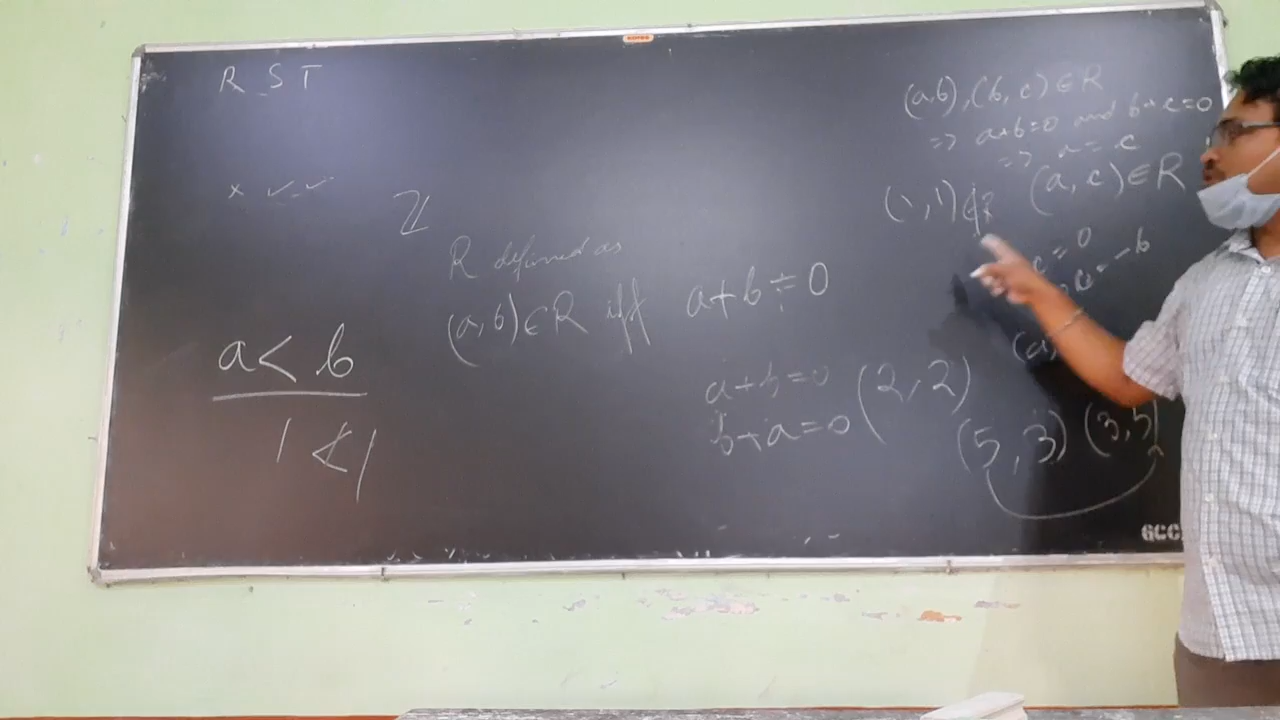 R S T
× ✓ ✓
ℤ
R defined as
(a, b) ∈ R iff a + b = 0
a < b
1 ≮ 1
a + b = 0
b + a = 0
(2, 2)
(5, 3) (3, 5)
(a, b), (b, c) ∈ R
⇒ a + b = 0 and b + c = 0
⇒ a = c
(1, 1) ∉ R (a, c) ∈ R
c = 0
= -b
(a,
GCC